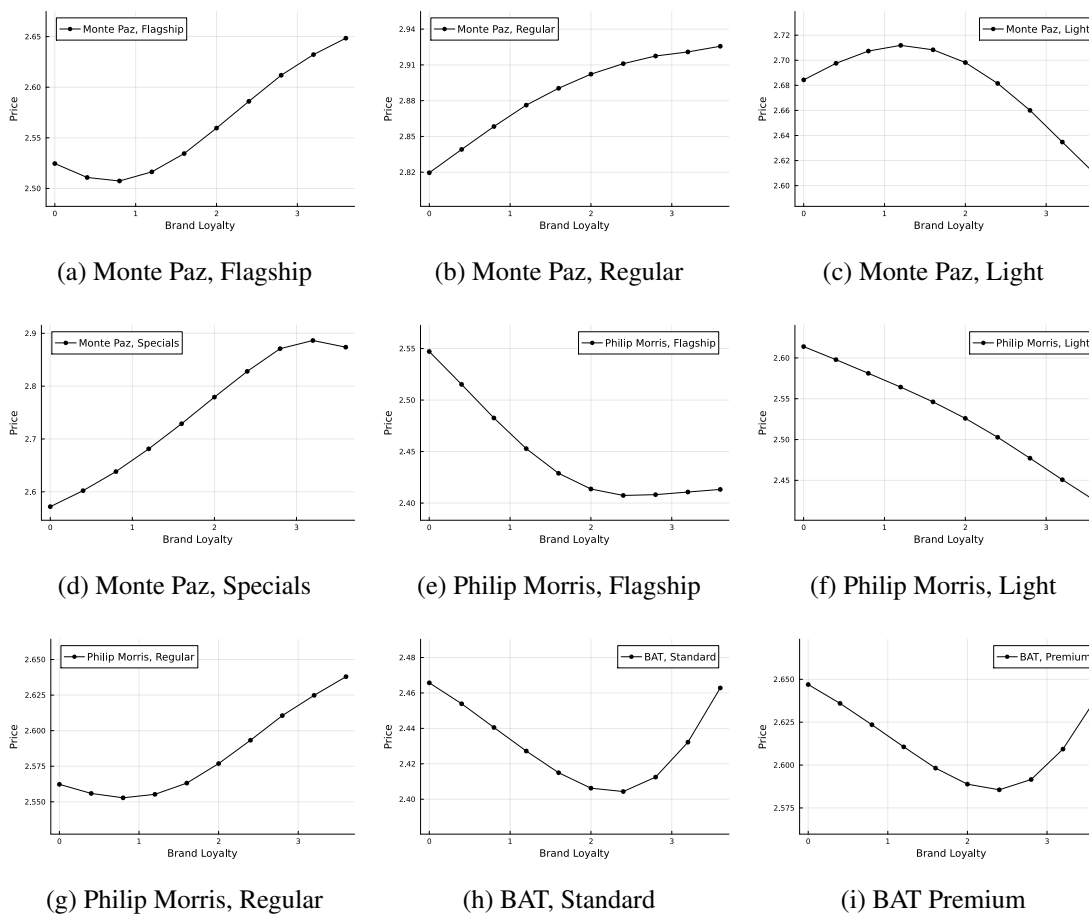 Monte Paz, Flagship
Price
2.65
2.60
2.55
2.50
0
1
2
3
Brand Loyalty
(a) Monte Paz, Flagship
Monte Paz, Regular
Price
2.94
2.91
2.88
2.85
2.82
0
1
2
3
Brand Loyalty
(b) Monte Paz, Regular
Monte Paz, Light
Price
2.72
2.70
2.68
2.66
2.64
2.62
2.60
0
1
2
3
Brand Loyalty
(c) Monte Paz, Light
Monte Paz, Specials
Price
2.9
2.8
2.7
2.6
0
1
2
3
Brand Loyalty
(d) Monte Paz, Specials
Philip Morris, Flagship
Price
2.55
2.50
2.45
2.40
0
1
2
3
Brand Loyalty
(e) Philip Morris, Flagship
Philip Morris, Light
Price
2.60
2.55
2.50
2.45
0
1
2
3
Brand Loyalty
(f) Philip Morris, Light
Philip Morris, Regular
Price
2.650
2.625
2.600
2.575
2.550
0
1
2
3
Brand Loyalty
(g) Philip Morris, Regular
BAT, Standard
Price
2.48
2.46
2.44
2.42
2.40
0
1
2
3
Brand Loyalty
(h) BAT, Standard
BAT, Premium
Price
2.650
2.625
2.600
2.575
0
1
2
3
Brand Loyalty
(i) BAT Premium